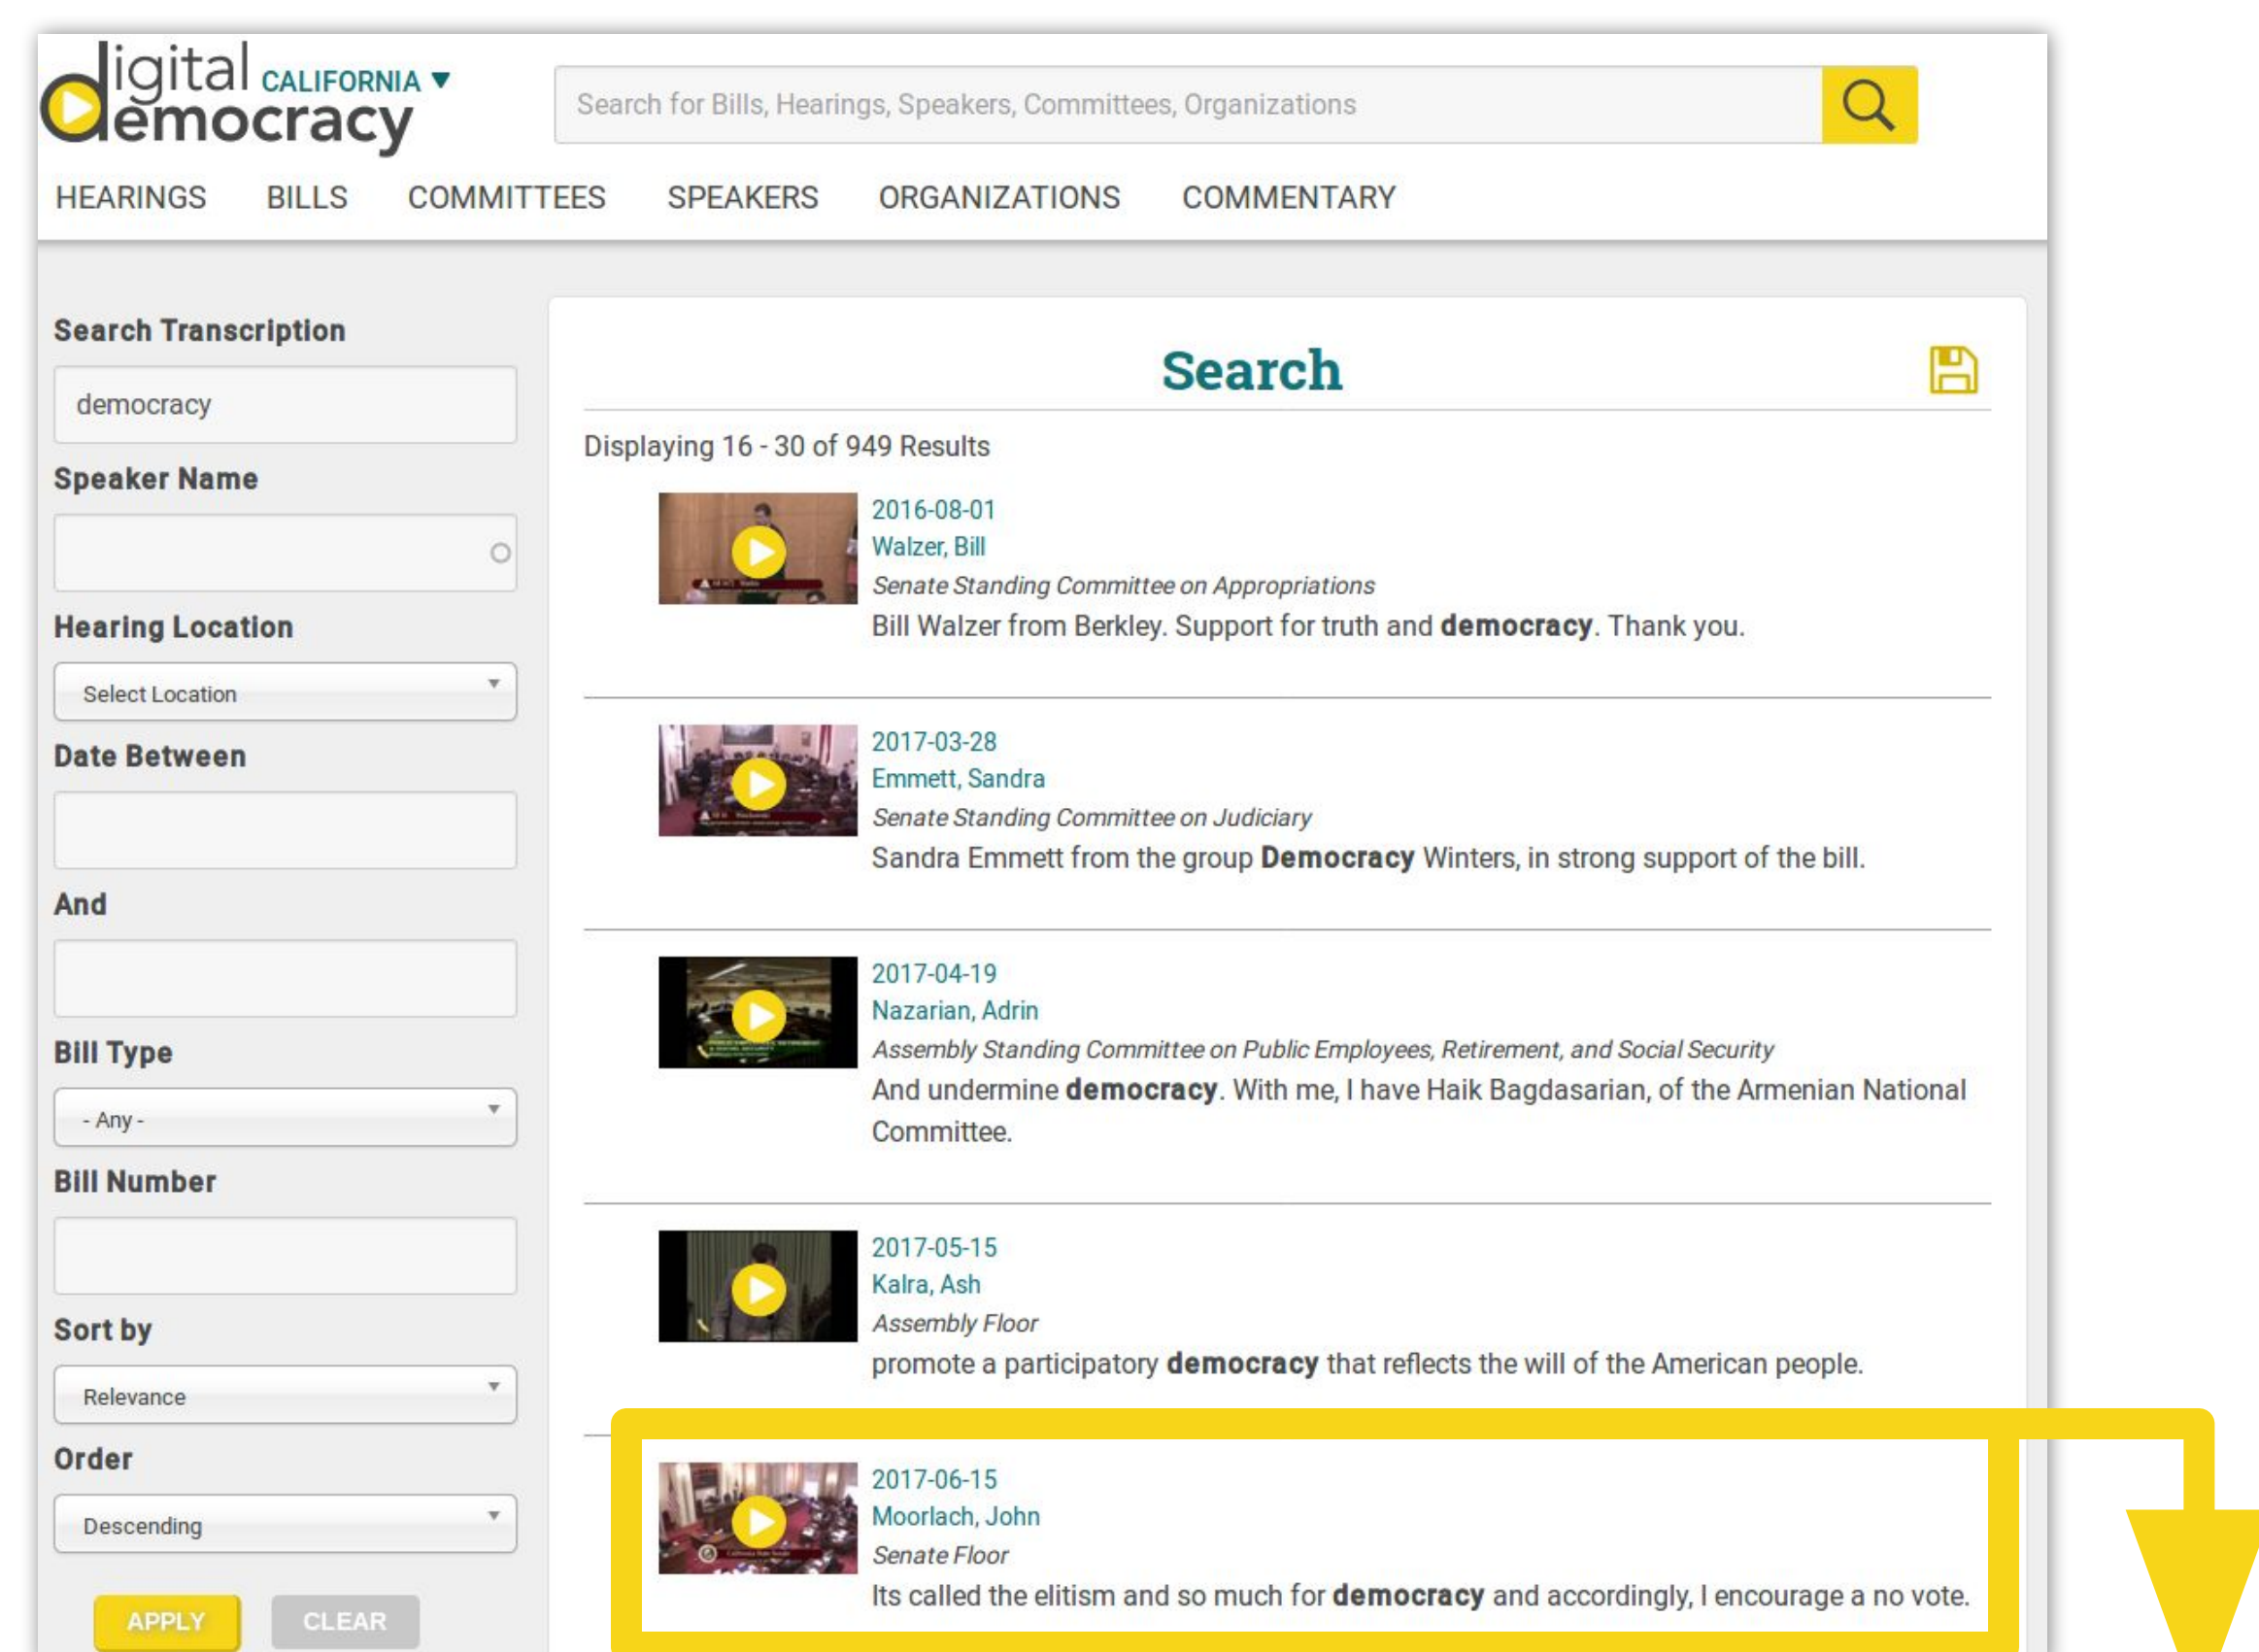 digital CALIFORNIA
democracy
Search for Bills, Hearings, Speakers, Committees, Organizations
HEARINGS BILLS COMMITTEES SPEAKERS ORGANIZATIONS COMMENTARY
Search Transcription
democracy
Speaker Name
Hearing Location
Select Location
Date Between
And
Bill Type
- Any -
Bill Number
Sort by
Relevance
Order
Descending
APPLY CLEAR
Search
Displaying 16 - 30 of 949 Results
2016-08-01
Walzer, Bill
Senate Standing Committee on Appropriations
Bill Walzer from Berkley. Support for truth and democracy. Thank you.
2017-03-28
Emmett, Sandra
Senate Standing Committee on Judiciary
Sandra Emmett from the group Democracy Winters, in strong support of the bill.
2017-04-19
Nazarian, Adrin
Assembly Standing Committee on Public Employees, Retirement, and Social Security
And undermine democracy. With me, I have Haik Bagdasarian, of the Armenian National
Committee.
2017-05-15
Kalra, Ash
Assembly Floor
promote a participatory democracy that reflects the will of the American people.
2017-06-15
Moorlach, John
Senate Floor
Its called the elitism and so much for democracy and accordingly, I encourage a no vote.